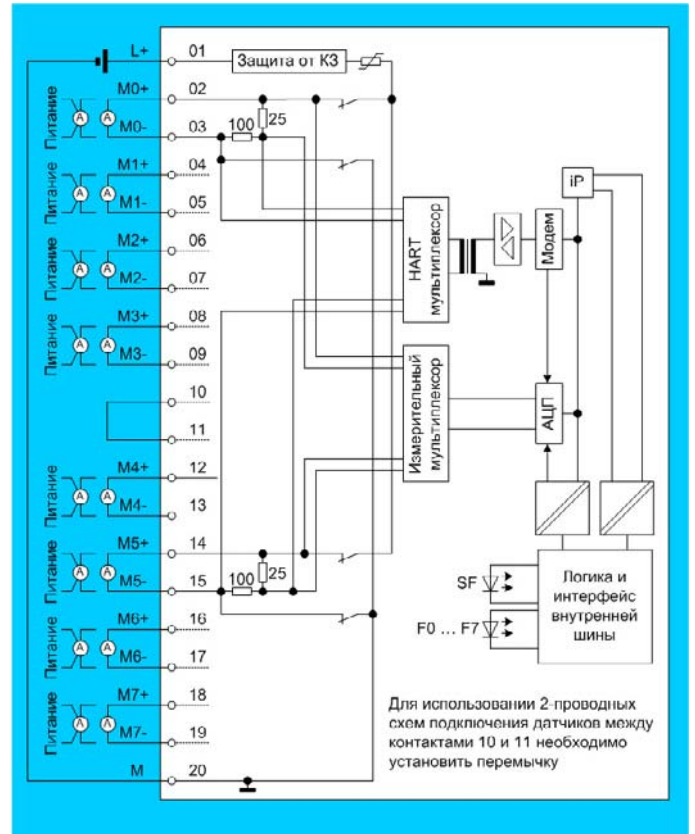 L+ 01 Защита от КЗ
Питание А А M0+ 02
M0- 03 100 25
Питание А А M1+ 04
M1- 05
Питание А А M2+ 06
M2- 07
Питание А А M3+ 08
M3- 09
10
11
Питание А А M4+ 12
M4- 13
Питание А А M5+ 14
M5- 15 100 25
Питание А А M6+ 16
M6- 17
Питание А А M7+ 18
M7- 19
M 20
HART
мультиплексор
Модем
iP
Измерительный
мультиплексор
АЦП
SF
F0 ... F7
Логика и
интерфейс
внутренней
шины
Для использовании 2-проводных
схем подключения датчиков между
контактами 10 и 11 необходимо
установить перемычку